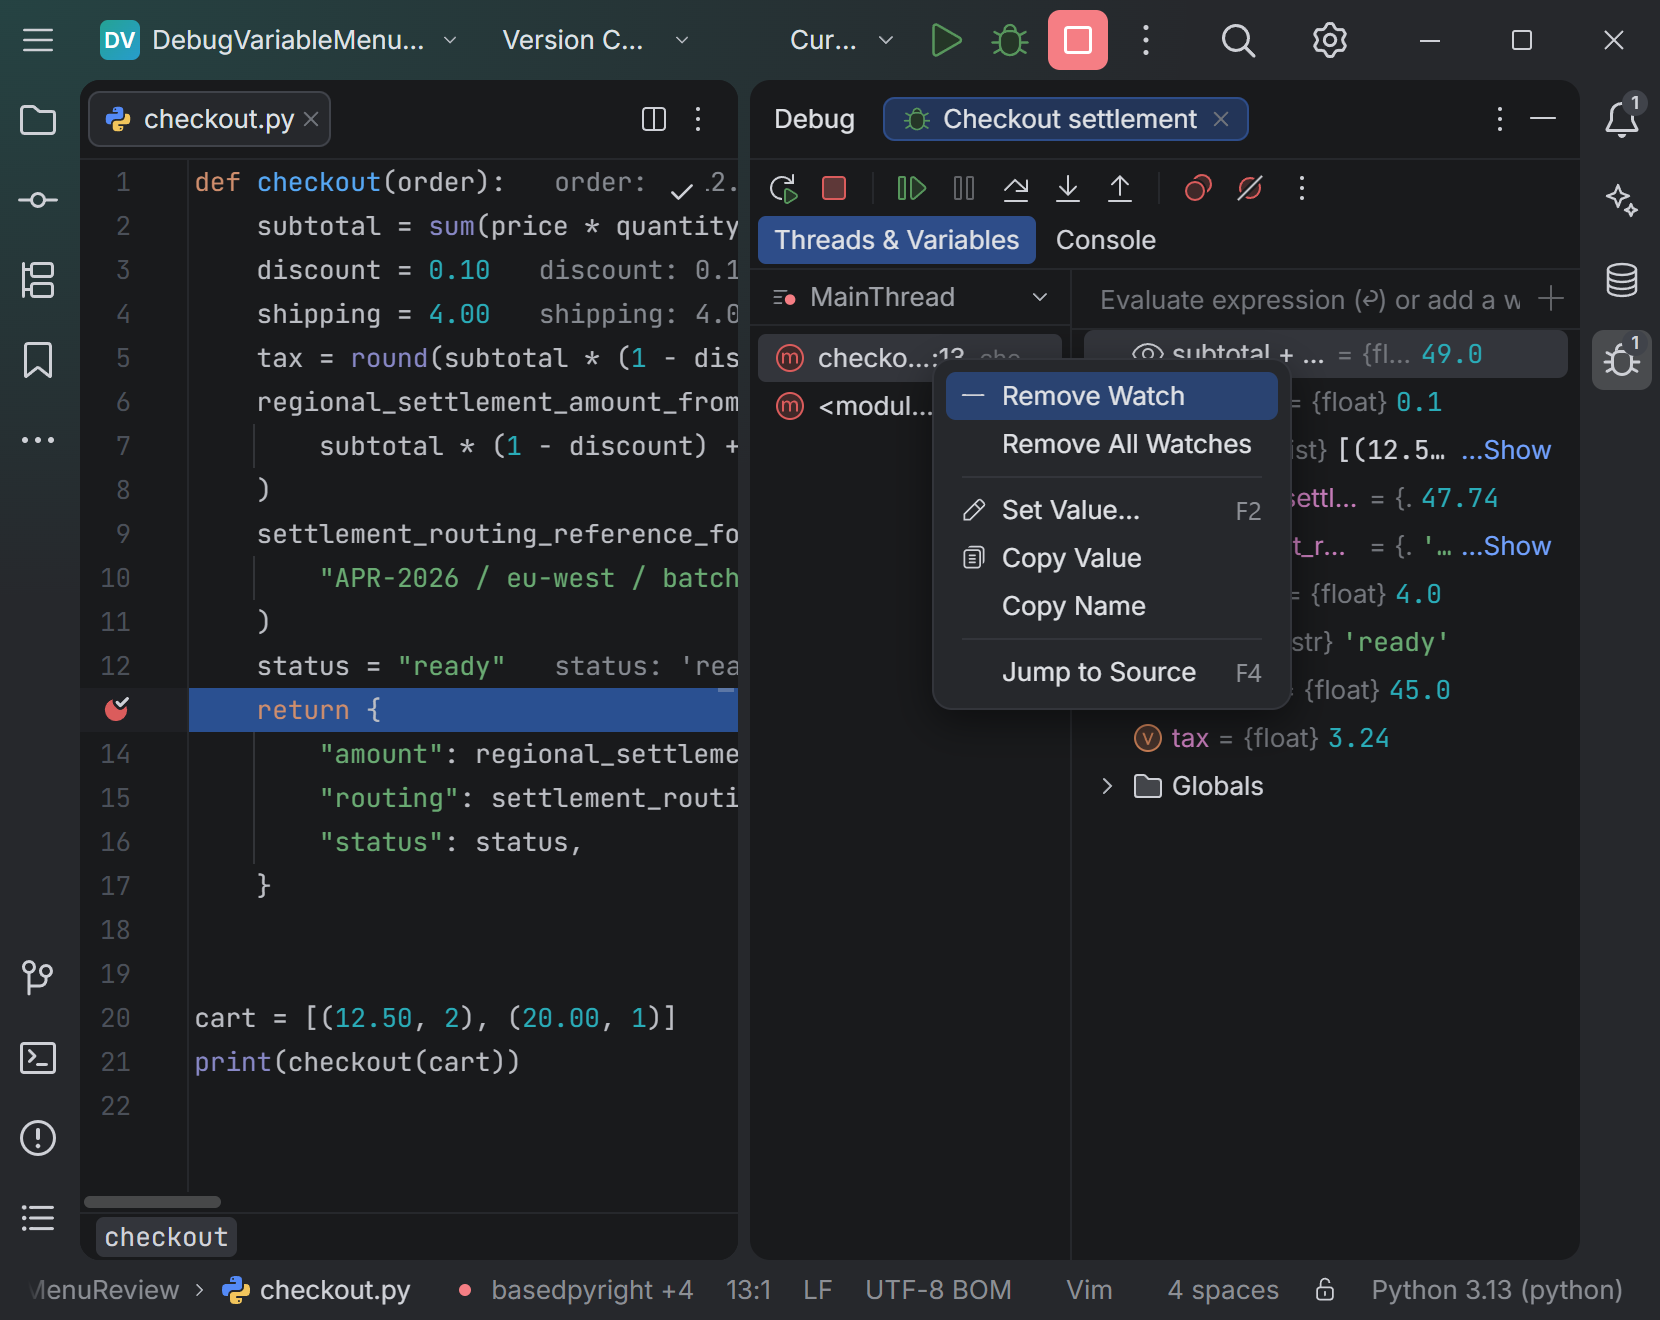 DV DebugVariableMenu... Version C... Cur...
checkout.py
Debug Checkout settlement
1
1 def checkout(order): order:
2 subtotal = sum(price * quantity
3 discount = 0.10 discount: 0.1
4 shipping = 4.00 shipping: 4.0
5 tax = round(subtotal * (1 - dis
6 regional_settlement_amount_from
7 subtotal * (1 - discount) +
8 )
9 settlement_routing_reference_fo
10 "APR-2026 / eu-west / batch
11 )
12 status = "ready" status: 'rea
return {
14 "amount": regional_settleme
15 "routing": settlement_routi
16 "status": status,
17 }
18
19
20 cart = [(12.50, 2), (20.00, 1)]
21 print(checkout(cart))
22
checkout
Threads & Variables Console
MainThread
Evaluate expression (⏎) or add a w
checko...:13
<modul...
subtotal + ... = {fl... 49.0
= {float} 0.1
ist} [(12.5... ...Show
settl... = {. 47.74
t_r... = {. '... ...Show
= {float} 4.0
str} 'ready'
= {float} 45.0
tax = {float} 3.24
Globals
Remove Watch
Remove All Watches
Set Value... F2
Copy Value
Copy Name
Jump to Source F4
1
MenuReview > checkout.py basedpyright +4 13:1 LF UTF-8 BOM Vim 4 spaces Python 3.13 (python)